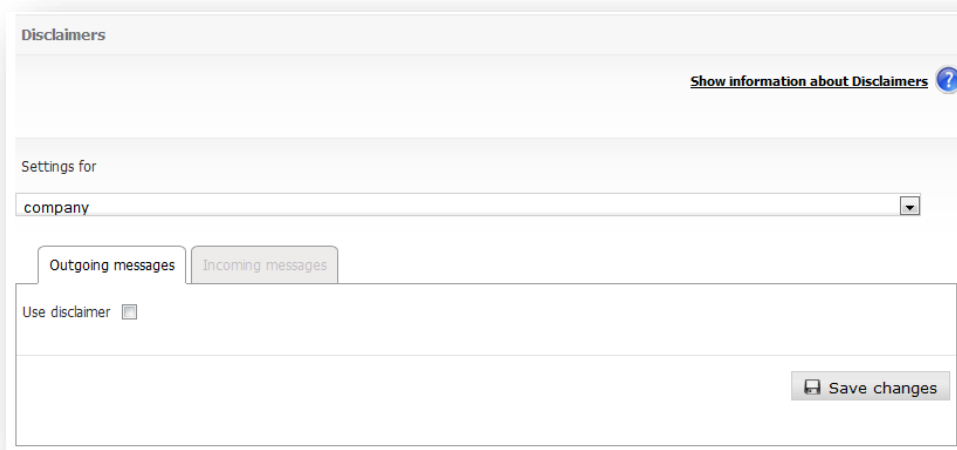 Disclaimers
Show information about Disclaimers ?
Settings for
company
Outgoing messages Incoming messages
Use disclaimer
Save changes